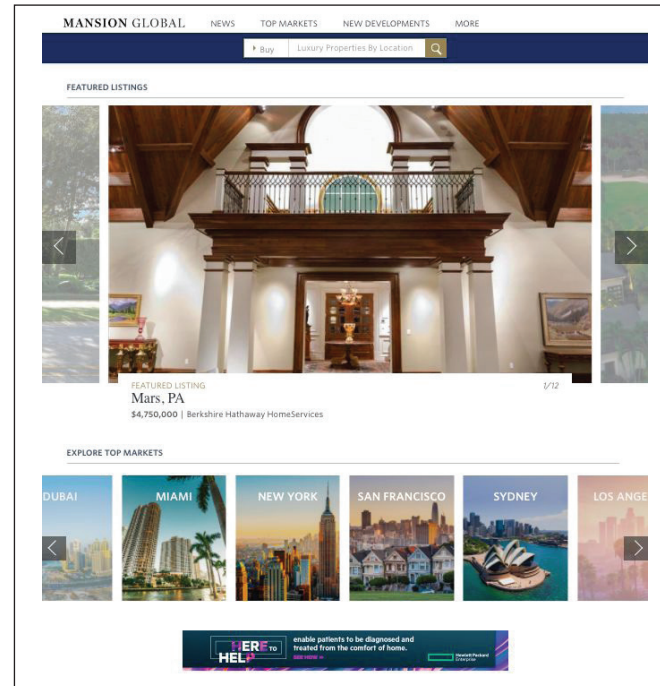 MANSION GLOBAL NEWS TOP MARKETS NEW DEVELOPMENTS MORE
Buy Luxury Properties By Location
FEATURED LISTINGS
FEATURED LISTING 1/12
Mars, PA
$4,750,000 | Berkshire Hathaway HomeServices
EXPLORE TOP MARKETS
DUBAI MIAMI NEW YORK SAN FRANCISCO SYDNEY LOS ANGE
HERE TO HELP
enable patients to be diagnosed and
treated from the comfort of home.
SEE HOW
Hewlett Packard
Enterprise